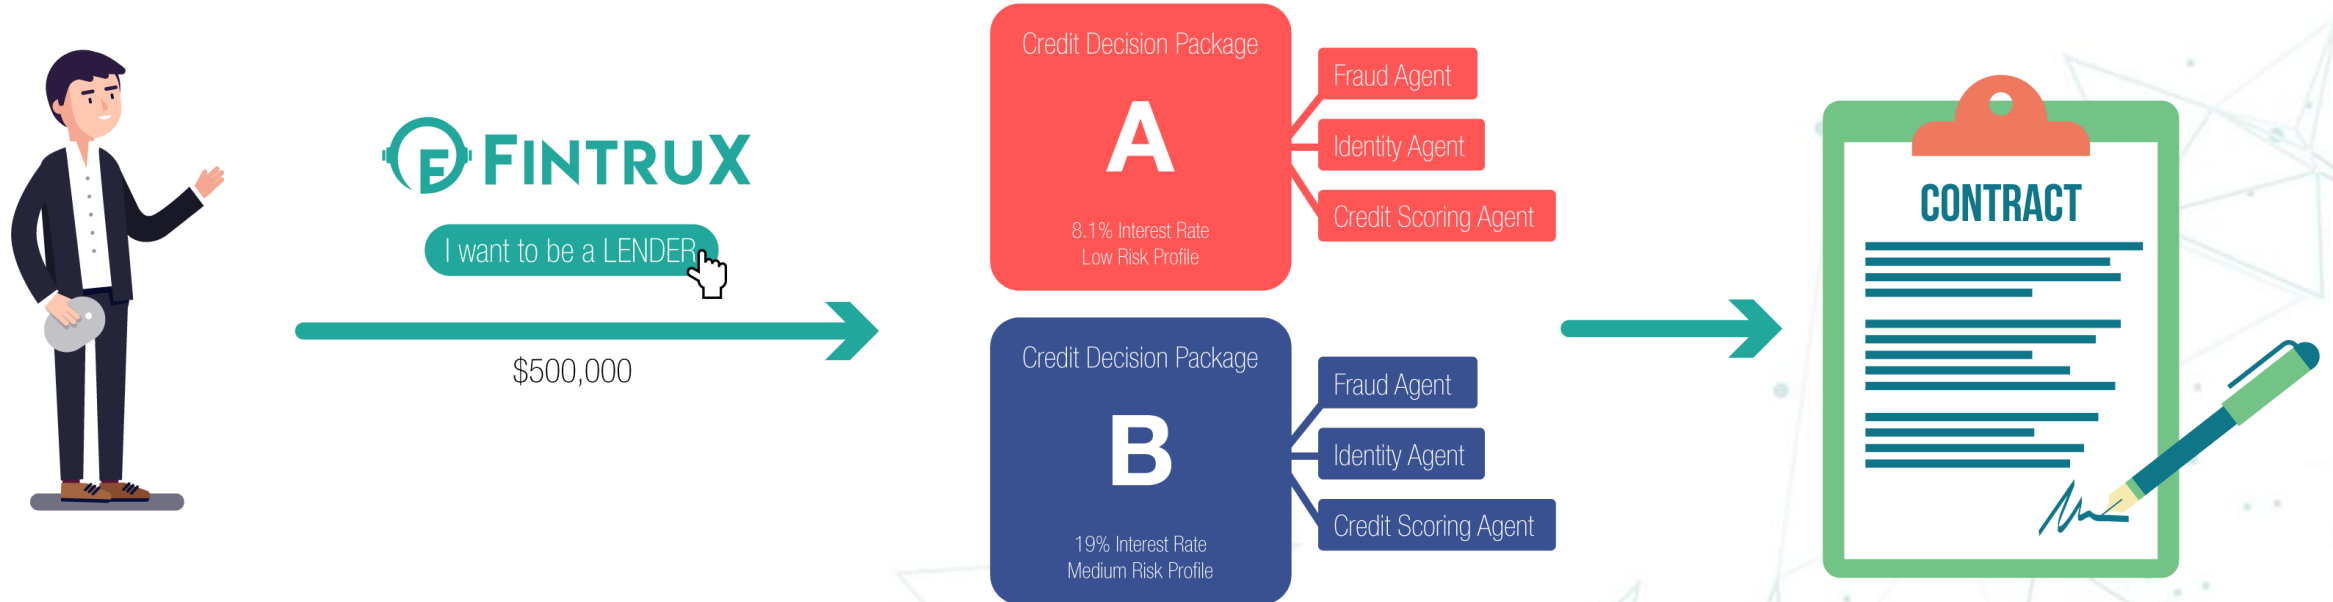 FINTRUX
I want to be a LENDER
$500,000
Credit Decision Package
A
8.1% Interest Rate
Low Risk Profile
Fraud Agent
Identity Agent
Credit Scoring Agent
Credit Decision Package
B
19% Interest Rate
Medium Risk Profile
Fraud Agent
Identity Agent
Credit Scoring Agent
CONTRACT